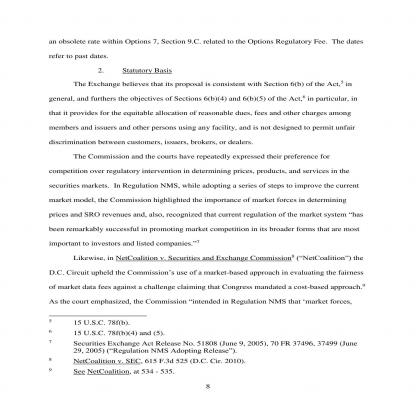 an obsolete rate within Options 7, Section 9.C. related to the Options Regulatory Fee. The dates
refer to past dates.
2. Statutory Basis
The Exchange believes that its proposal is consistent with Section 6(b) of the Act,5 in
general, and furthers the objectives of Sections 6(b)(4) and 6(b)(5) of the Act,6 in particular, in
that it provides for the equitable allocation of reasonable dues, fees and other charges among
members and issuers and other persons using any facility, and is not designed to permit unfair
discrimination between customers, issuers, brokers, or dealers.
The Commission and the courts have repeatedly expressed their preference for
competition over regulatory intervention in determining prices, products, and services in the
securities markets. In Regulation NMS, while adopting a series of steps to improve the current
market model, the Commission highlighted the importance of market forces in determining
prices and SRO revenues and, also, recognized that current regulation of the market system “has
been remarkably successful in promoting market competition in its broader forms that are most
important to investors and listed companies.”7
Likewise, in NetCoalition v. Securities and Exchange Commission8 (“NetCoalition”) the
D.C. Circuit upheld the Commission’s use of a market-based approach in evaluating the fairness
of market data fees against a challenge claiming that Congress mandated a cost-based approach.9
As the court emphasized, the Commission “intended in Regulation NMS that ‘market forces,
5 15 U.S.C. 78f(b).
6 15 U.S.C. 78f(b)(4) and (5).
7 Securities Exchange Act Release No. 51808 (June 9, 2005), 70 FR 37496, 37499 (June
29, 2005) (“Regulation NMS Adopting Release”).
8 NetCoalition v. SEC, 615 F.3d 525 (D.C. Cir. 2010).
9 See NetCoalition, at 534 - 535.
8